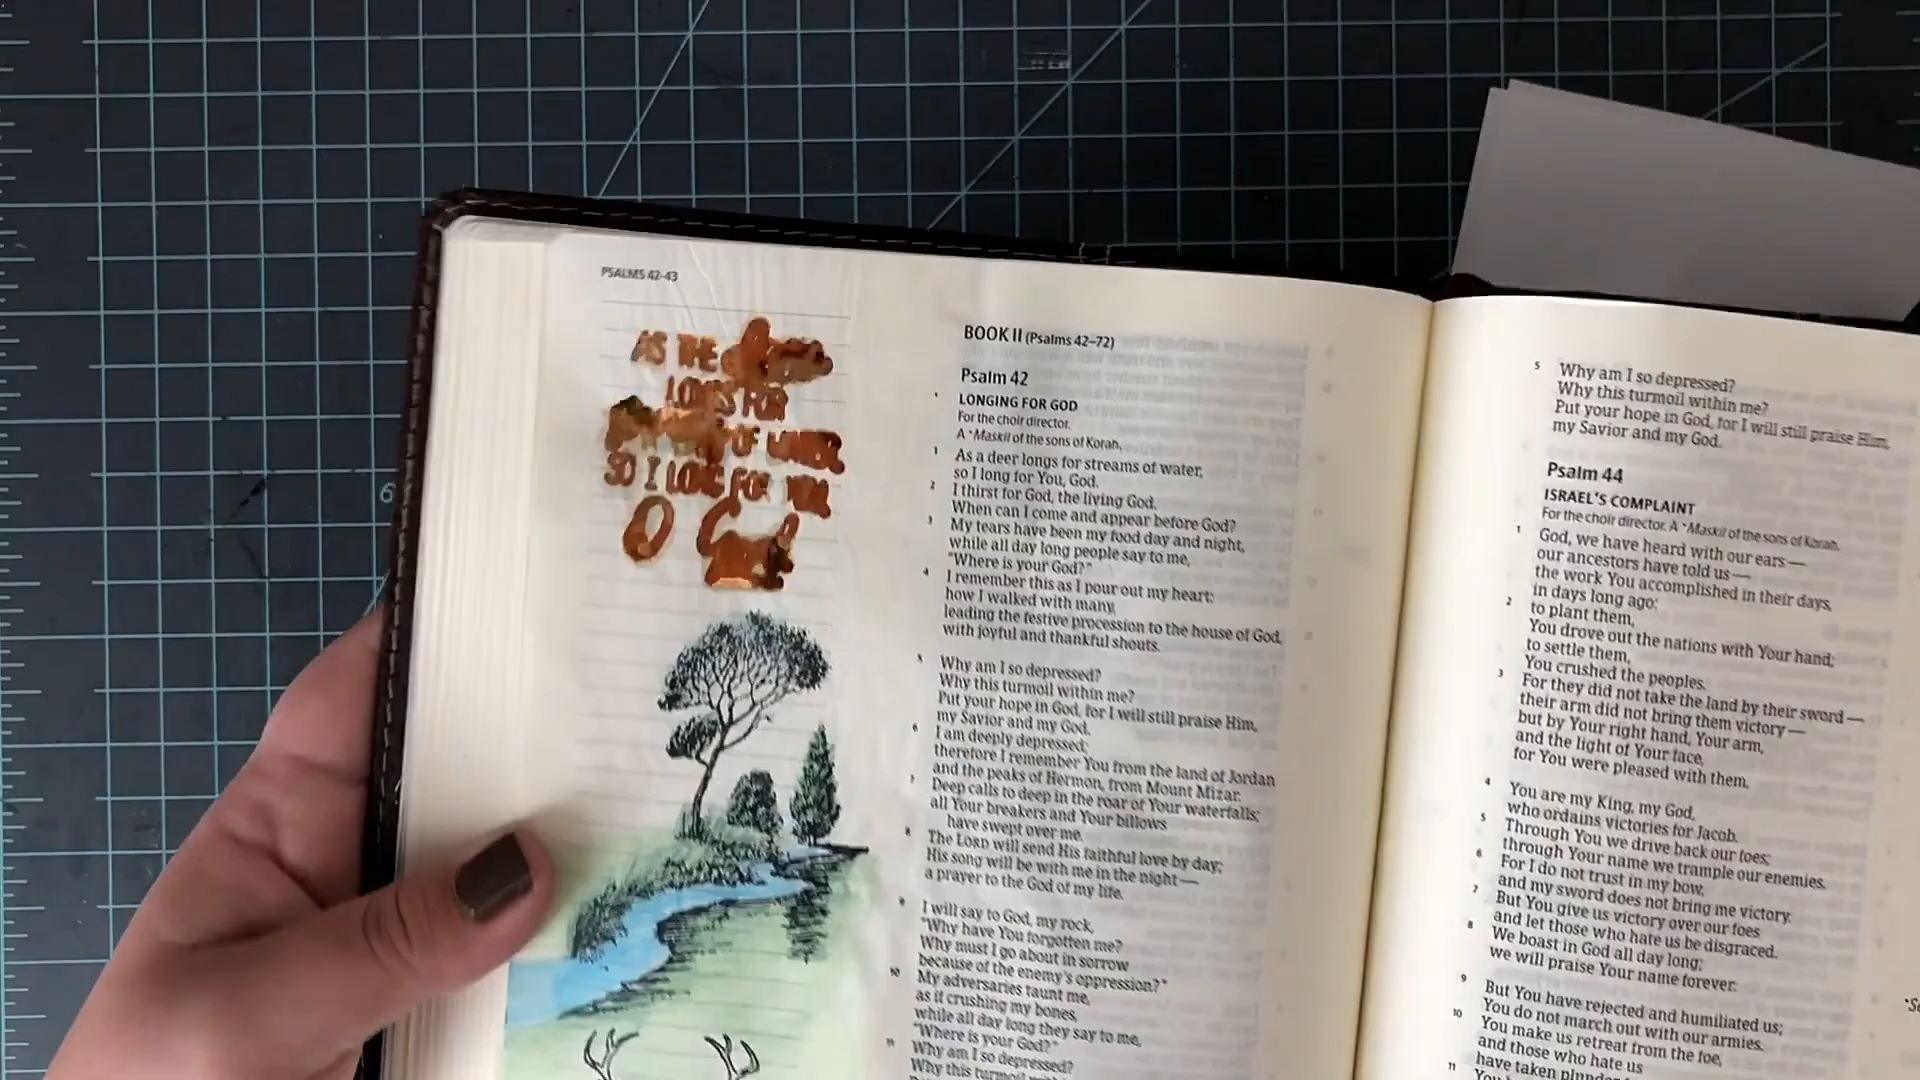 6
PSALMS 42-43
AS THE
LONGS FOR
OF WATER
SO I LONG FOR YOU,
O God
BOOK II (Psalms 42–72)
Psalm 42
LONGING FOR GOD
For the choir director.
A *Maskil of the sons of Korah.
1 As a deer longs for streams of water,
so I long for You, God.
2 I thirst for God, the living God.
When can I come and appear before God?
3 My tears have been my food day and night,
while all day long people say to me,
"Where is your God?"
4 I remember this as I pour out my heart:
how I walked with many,
leading the festive procession to the house of God,
with joyful and thankful shouts.
5 Why am I so depressed?
Why this turmoil within me?
Put your hope in God, for I will still praise Him,
my Savior and my God.
6 I am deeply depressed;
therefore I remember You from the land of Jordan
and the peaks of Hermon, from Mount Mizar.
7 Deep calls to deep in the roar of Your waterfalls;
all Your breakers and Your billows
have swept over me.
8 The LORD will send His faithful love by day;
His song will be with me in the night —
a prayer to the God of my life.
9 I will say to God, my rock,
"Why have You forgotten me?
Why must I go about in sorrow
because of the enemy's oppression?"
10 My adversaries taunt me,
as if crushing my bones,
while all day long they say to me,
"Where is your God?"
11 Why am I so depressed?
Why this turmoil
5 Why am I so depressed?
Why this turmoil within me?
Put your hope in God, for I will still praise Him,
my Savior and my God.
Psalm 44
ISRAEL'S COMPLAINT
For the choir director. A *Maskil of the sons of Korah.
1 God, we have heard with our ears —
our ancestors have told us —
the work You accomplished in their days,
in days long ago:
2 to plant them,
You drove out the nations with Your hand;
to settle them,
You crushed the peoples.
3 For they did not take the land by their sword —
their arm did not bring them victory —
but by Your right hand, Your arm,
and the light of Your face,
for You were pleased with them.
4 You are my King, my God,
who ordains victories for Jacob.
5 Through You we drive back our foes;
6 through Your name we trample our enemies.
For I do not trust in my bow,
and my sword does not bring me victory.
7 But You give us victory over our foes
and let those who hate us be disgraced.
8 We boast in God all day long;
we will praise Your name forever.
9 But You have rejected and humiliated us;
You do not march out with our armies.
10 You make us retreat from the foe,
and those who hate us
have taken plunder
11